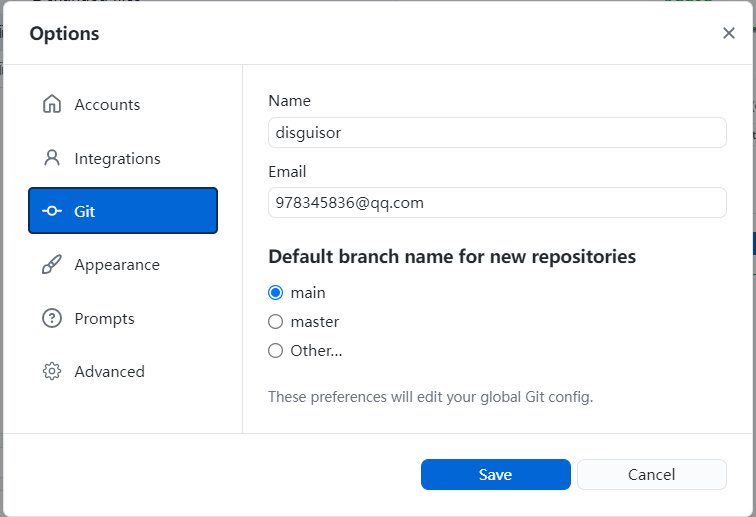 Options
Accounts
Integrations
Git
Appearance
Prompts
Advanced
Name
disguisor
Email
978345836@qq.com
Default branch name for new repositories
main
master
Other...
These preferences will edit your global Git config.
Save
Cancel